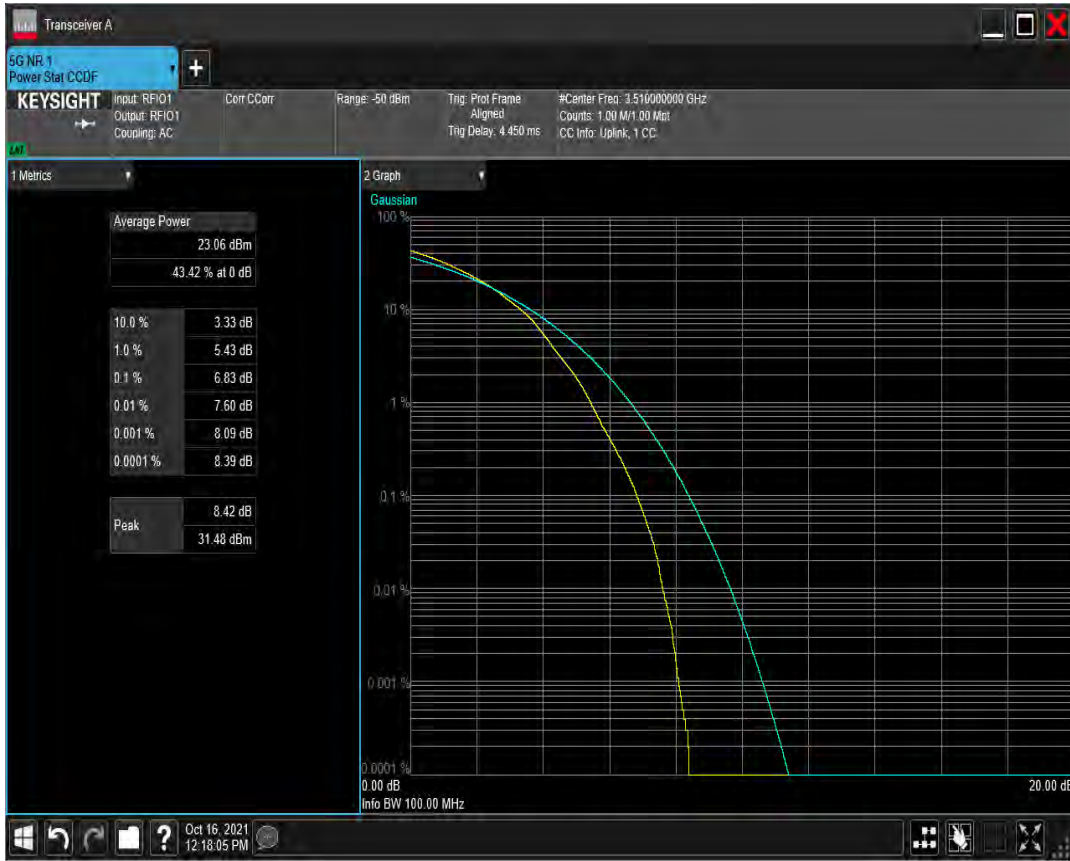 Transceiver A
5G NR 1
Power Stat CCDF
+
KEYSIGHT
Input: RFIO1
Output: RFIO1
Coupling: AC
Corr CCorr
Range: -50 dBm
Trig: Prot Frame
Aligned
Trig Delay: 4.450 ms
#Center Freq: 3.510000000 GHz
Counts: 1.00 M/1.00 Mpt
CC Info: Uplink, 1 CC
1 Metrics
Average Power
23.06 dBm
43.42 % at 0 dB
10.0 % 3.33 dB
1.0 % 5.43 dB
0.1 % 6.83 dB
0.01 % 7.60 dB
0.001 % 8.09 dB
0.0001 % 8.39 dB
Peak 8.42 dB
31.48 dBm
2 Graph
Gaussian
100 %
10 %
1 %
0.1 %
0.01 %
0.001 %
0.0001 %
0.00 dB 20.00 dB
Info BW 100.00 MHz
? Oct 16, 2021
12:18:05 PM